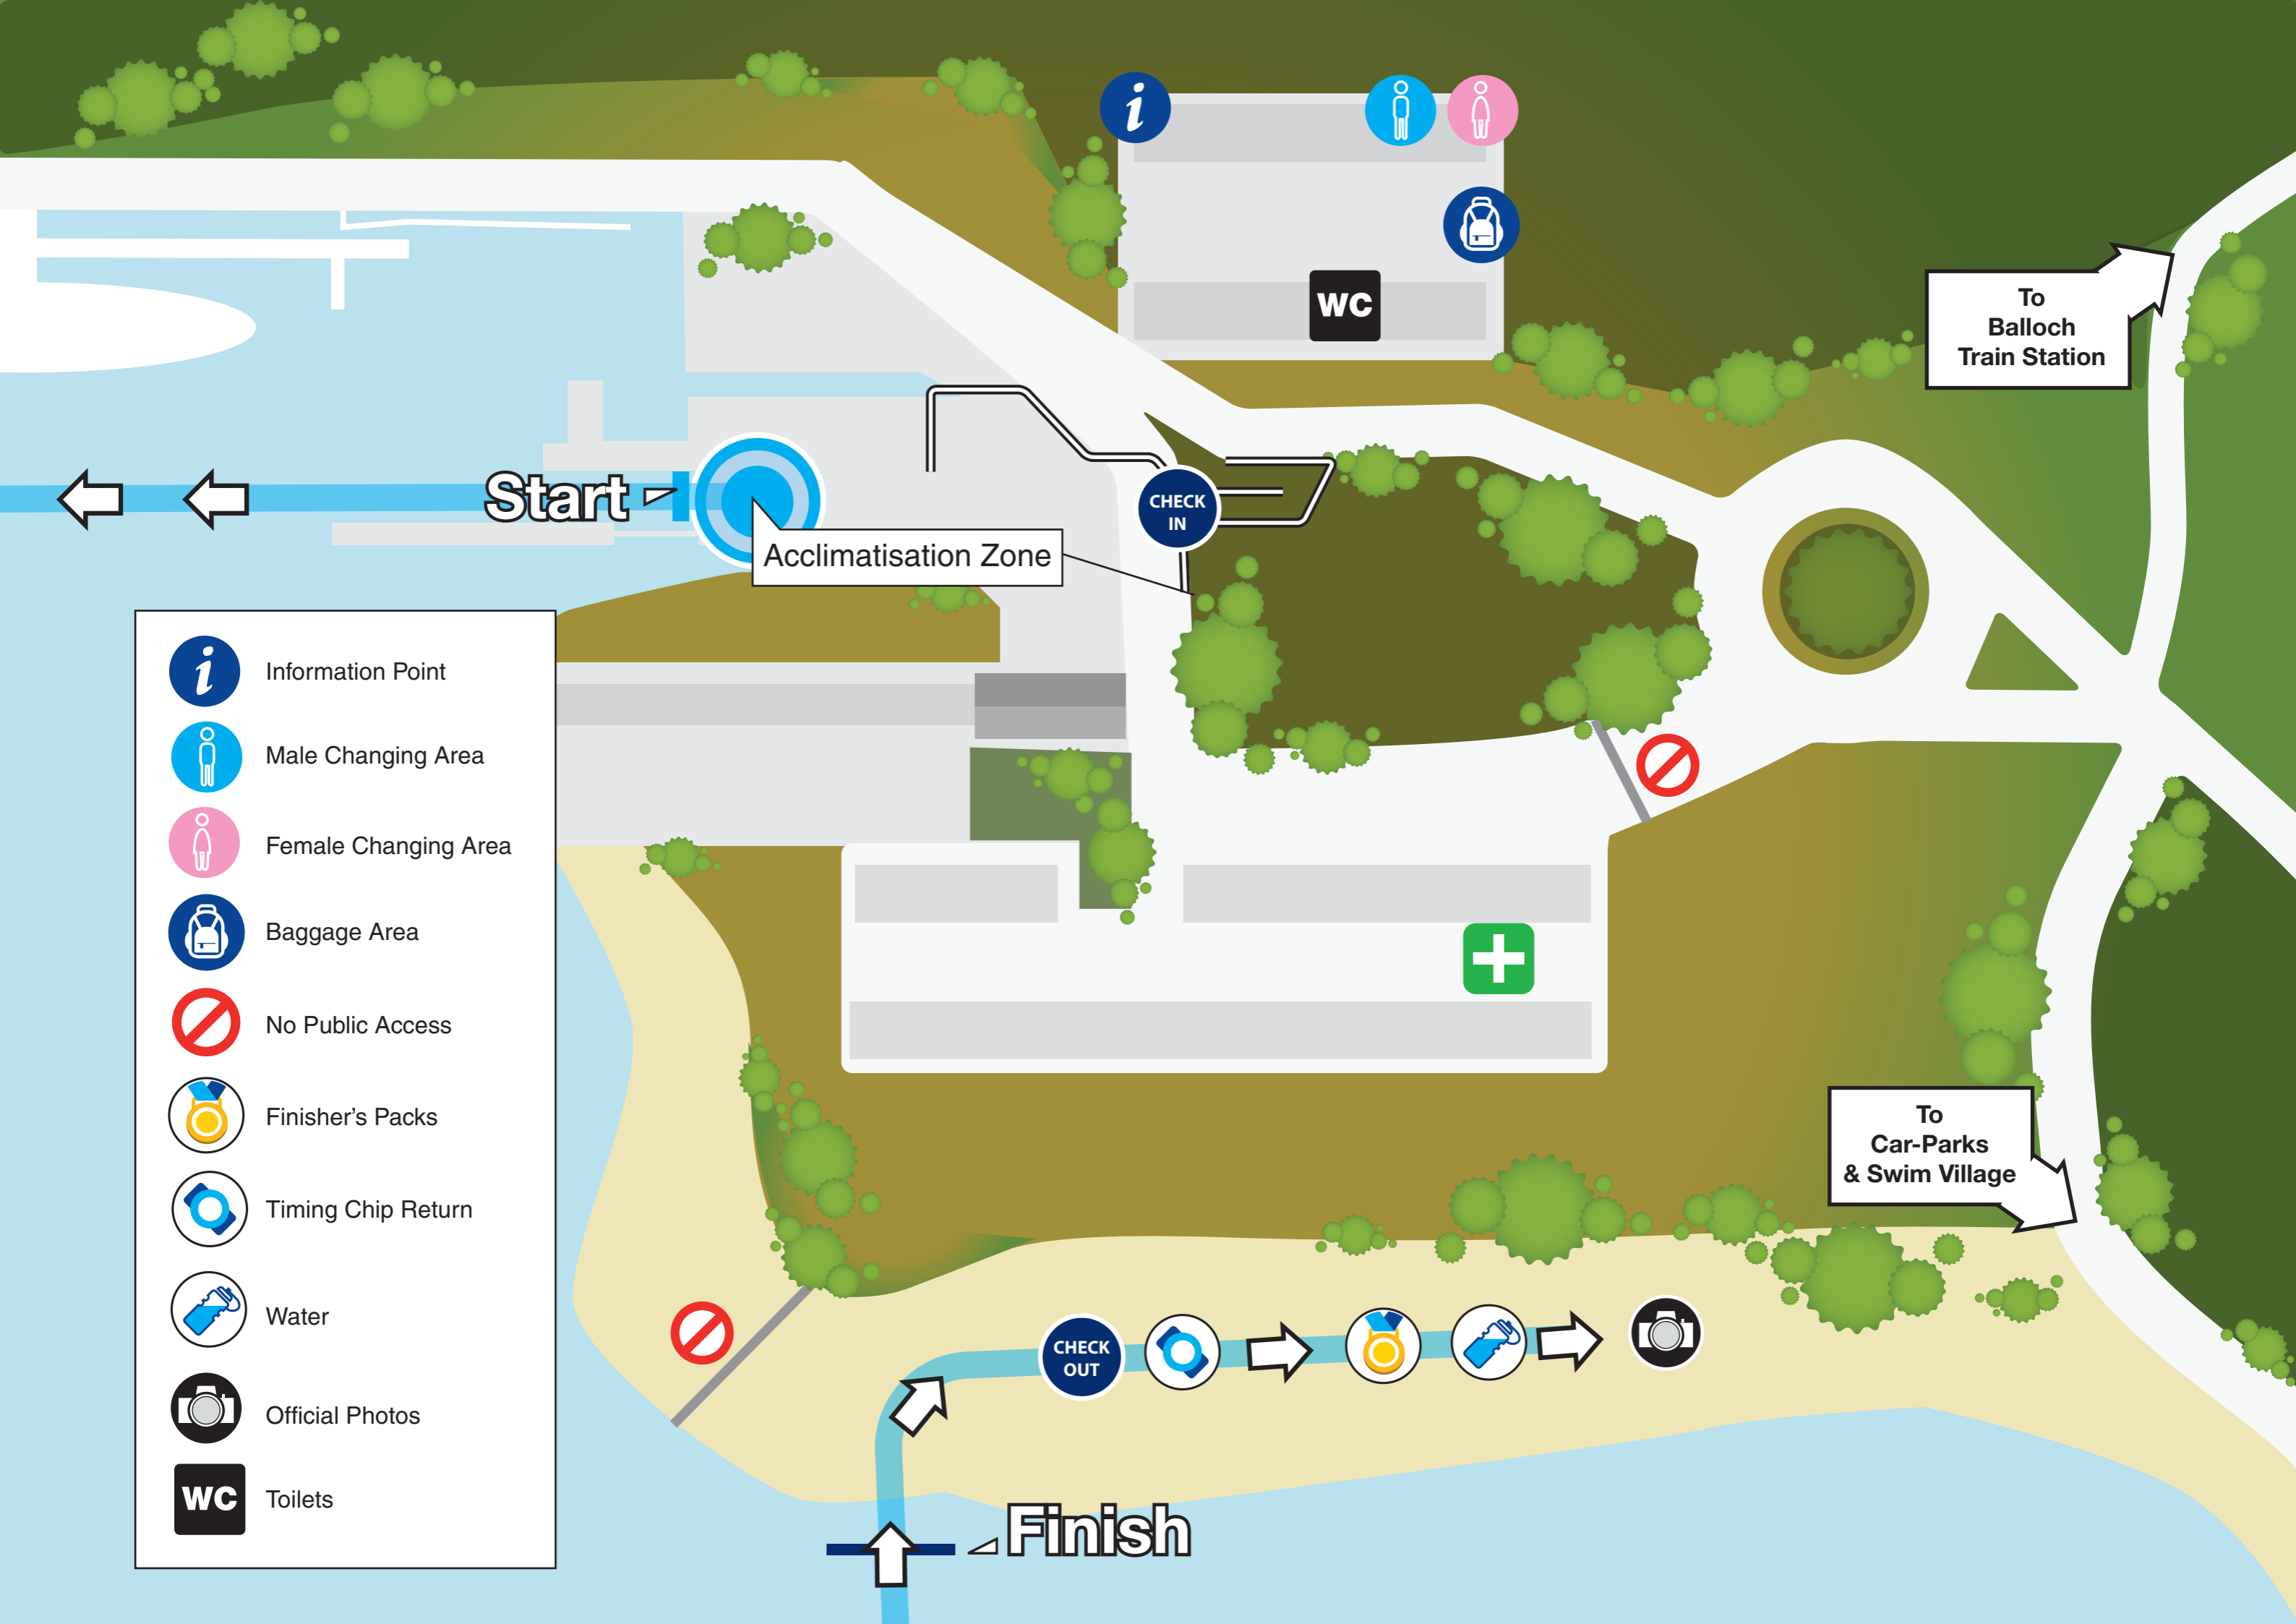 i
WC
To
Balloch
Train Station
Start
CHECK
IN
Acclimatisation Zone
i
Information Point
Male Changing Area
Female Changing Area
Baggage Area
No Public Access
Finisher's Packs
Timing Chip Return
Water
Official Photos
WC
Toilets
To
Car-Parks
& Swim Village
CHECK
OUT
Finish